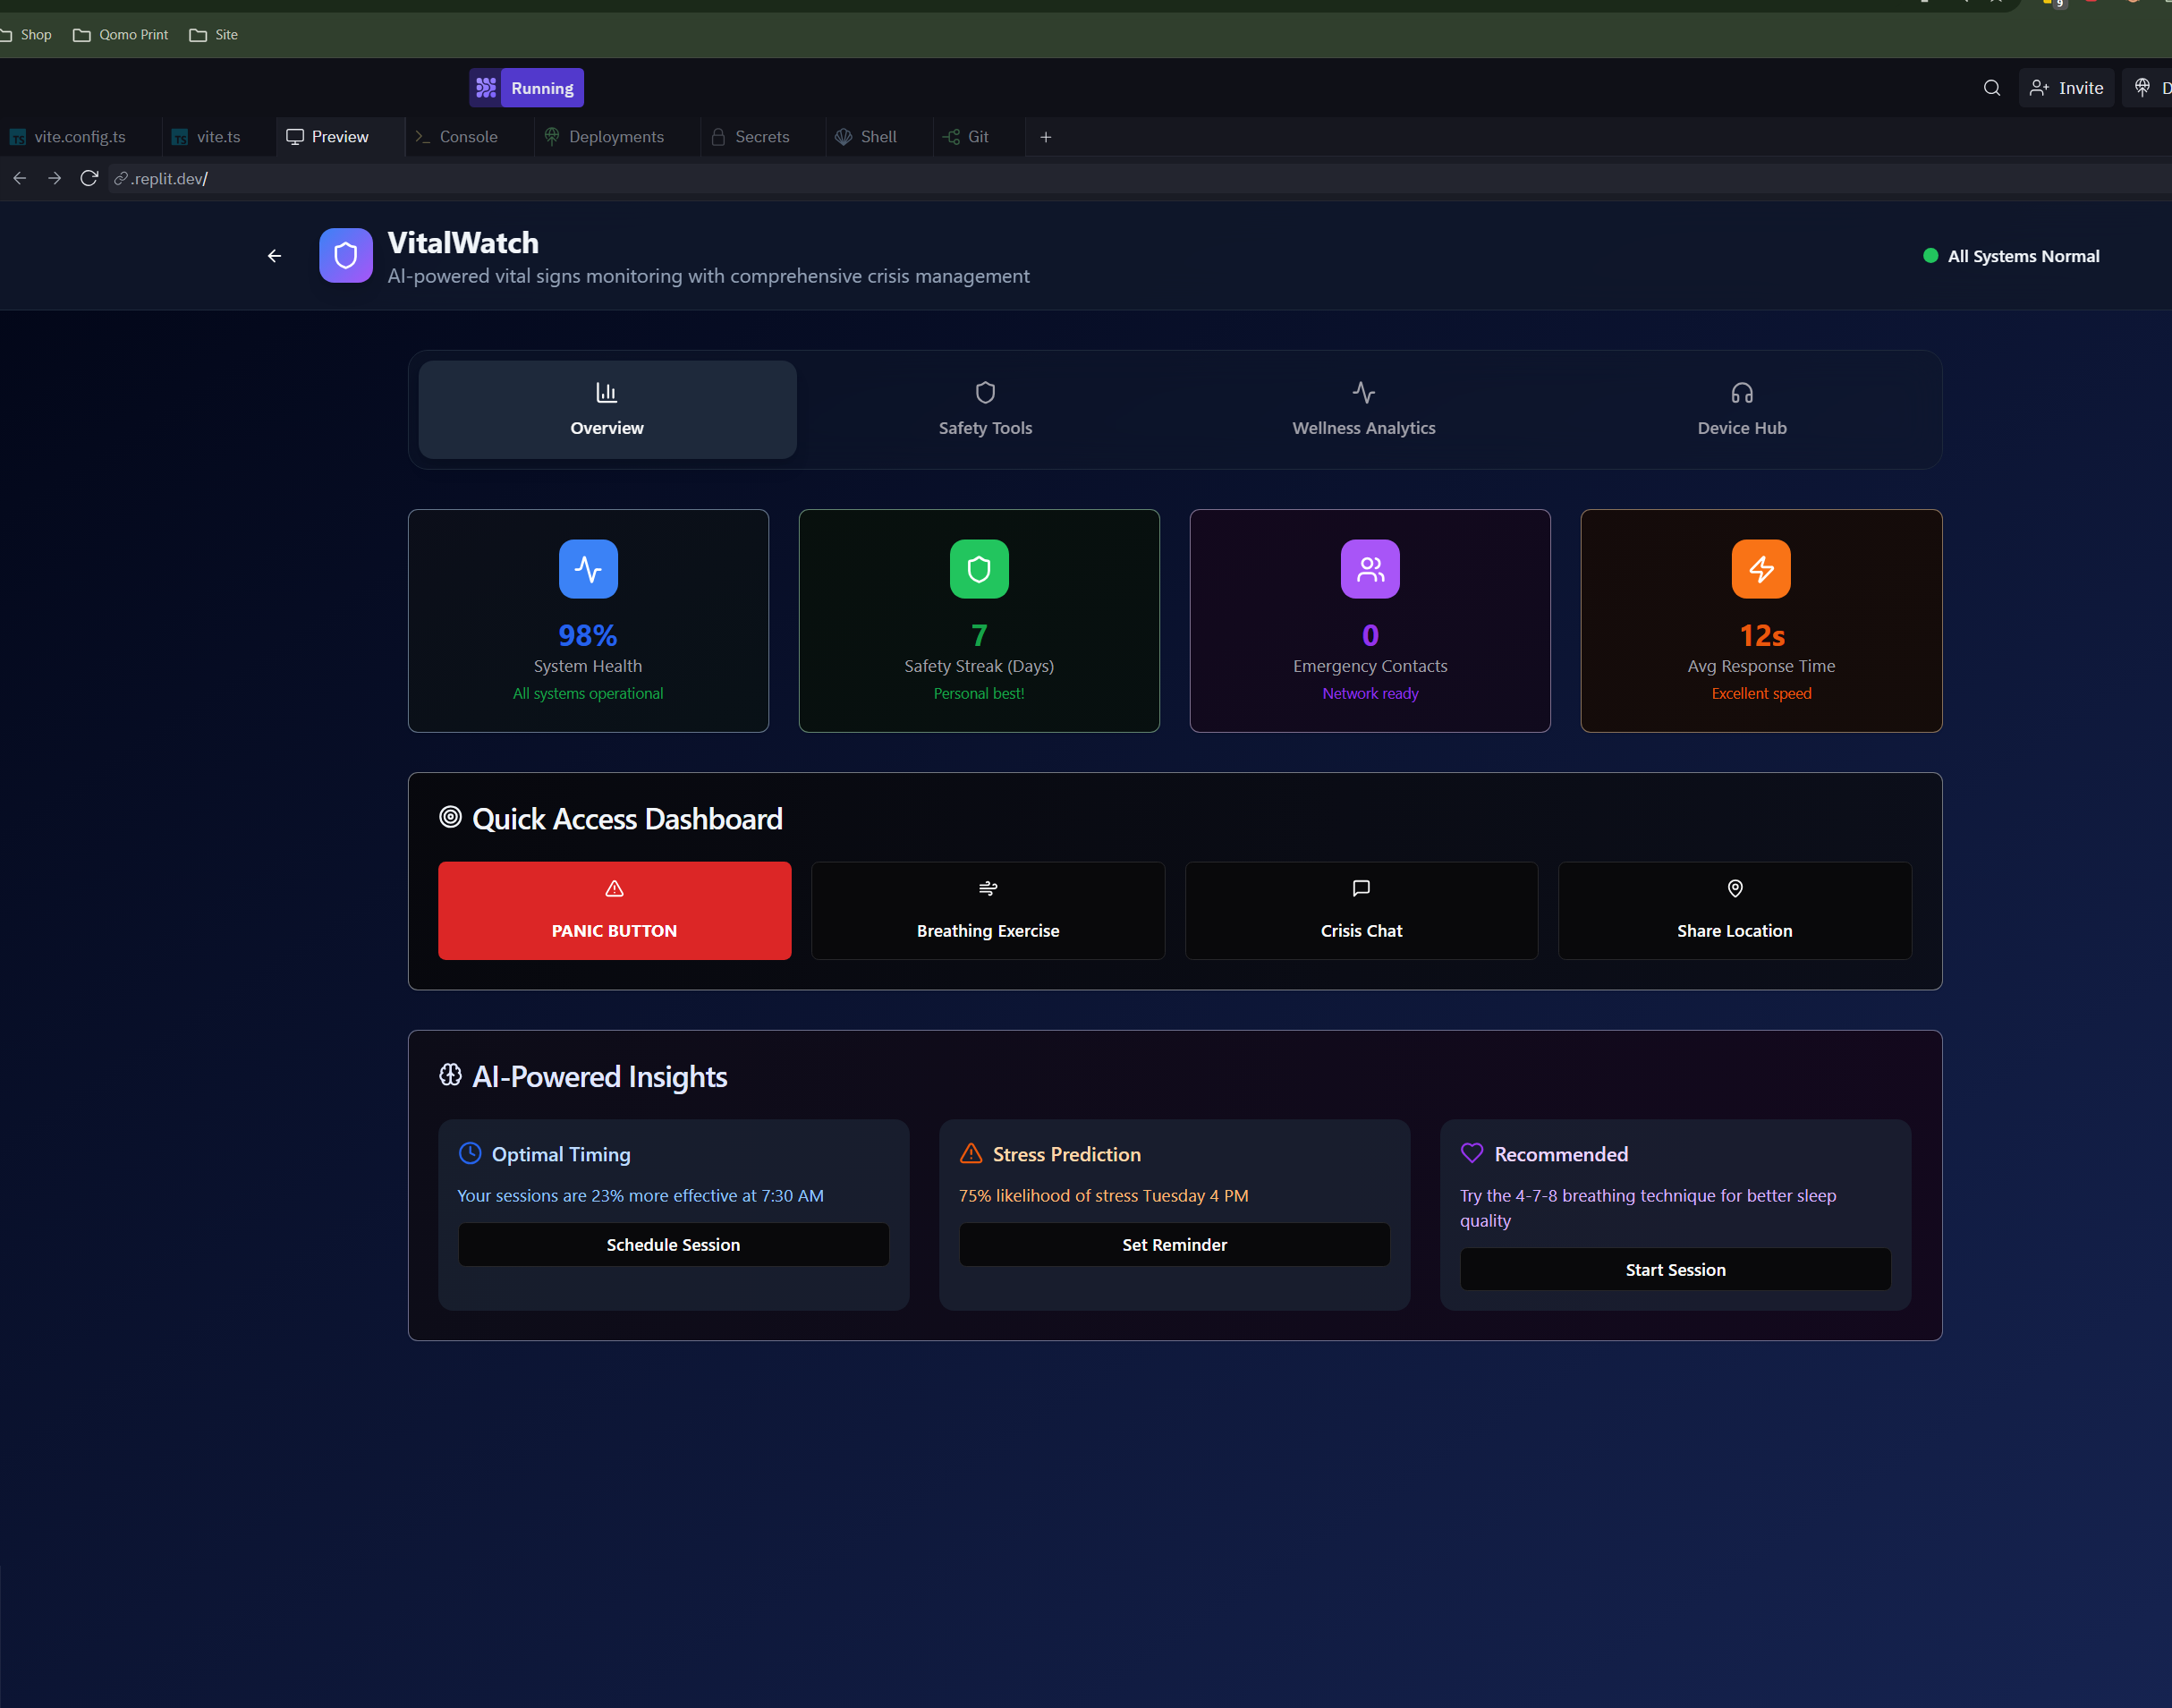 9
Shop
Qomo Print
Site
Running
Invite
D
vite.config.ts
vite.ts
Preview
Console
Deployments
Secrets
Shell
Git
.replit.dev/
VitalWatch
AI-powered vital signs monitoring with comprehensive crisis management
All Systems Normal
Overview
Safety Tools
Wellness Analytics
Device Hub
98%
System Health
All systems operational
7
Safety Streak (Days)
Personal best!
0
Emergency Contacts
Network ready
12s
Avg Response Time
Excellent speed
Quick Access Dashboard
PANIC BUTTON
Breathing Exercise
Crisis Chat
Share Location
AI-Powered Insights
Optimal Timing
Your sessions are 23% more effective at 7:30 AM
Schedule Session
Stress Prediction
75% likelihood of stress Tuesday 4 PM
Set Reminder
Recommended
Try the 4-7-8 breathing technique for better sleep
quality
Start Session